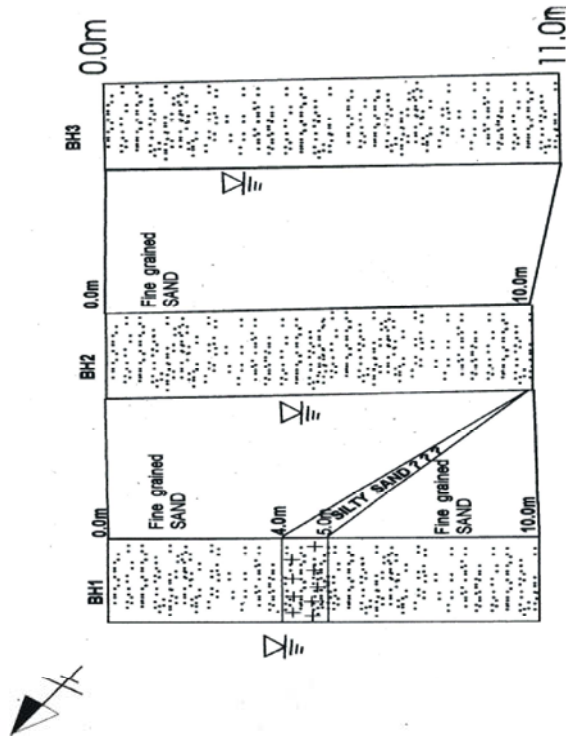 0.0m
11.0m
BH3
0.0m
Fine grained
SAND
10.0m
BH2
0.0m
Fine grained
SAND
4.0m
5.0m
SILTY SAND ? ? ?
Fine grained
SAND
10.0m
BH1